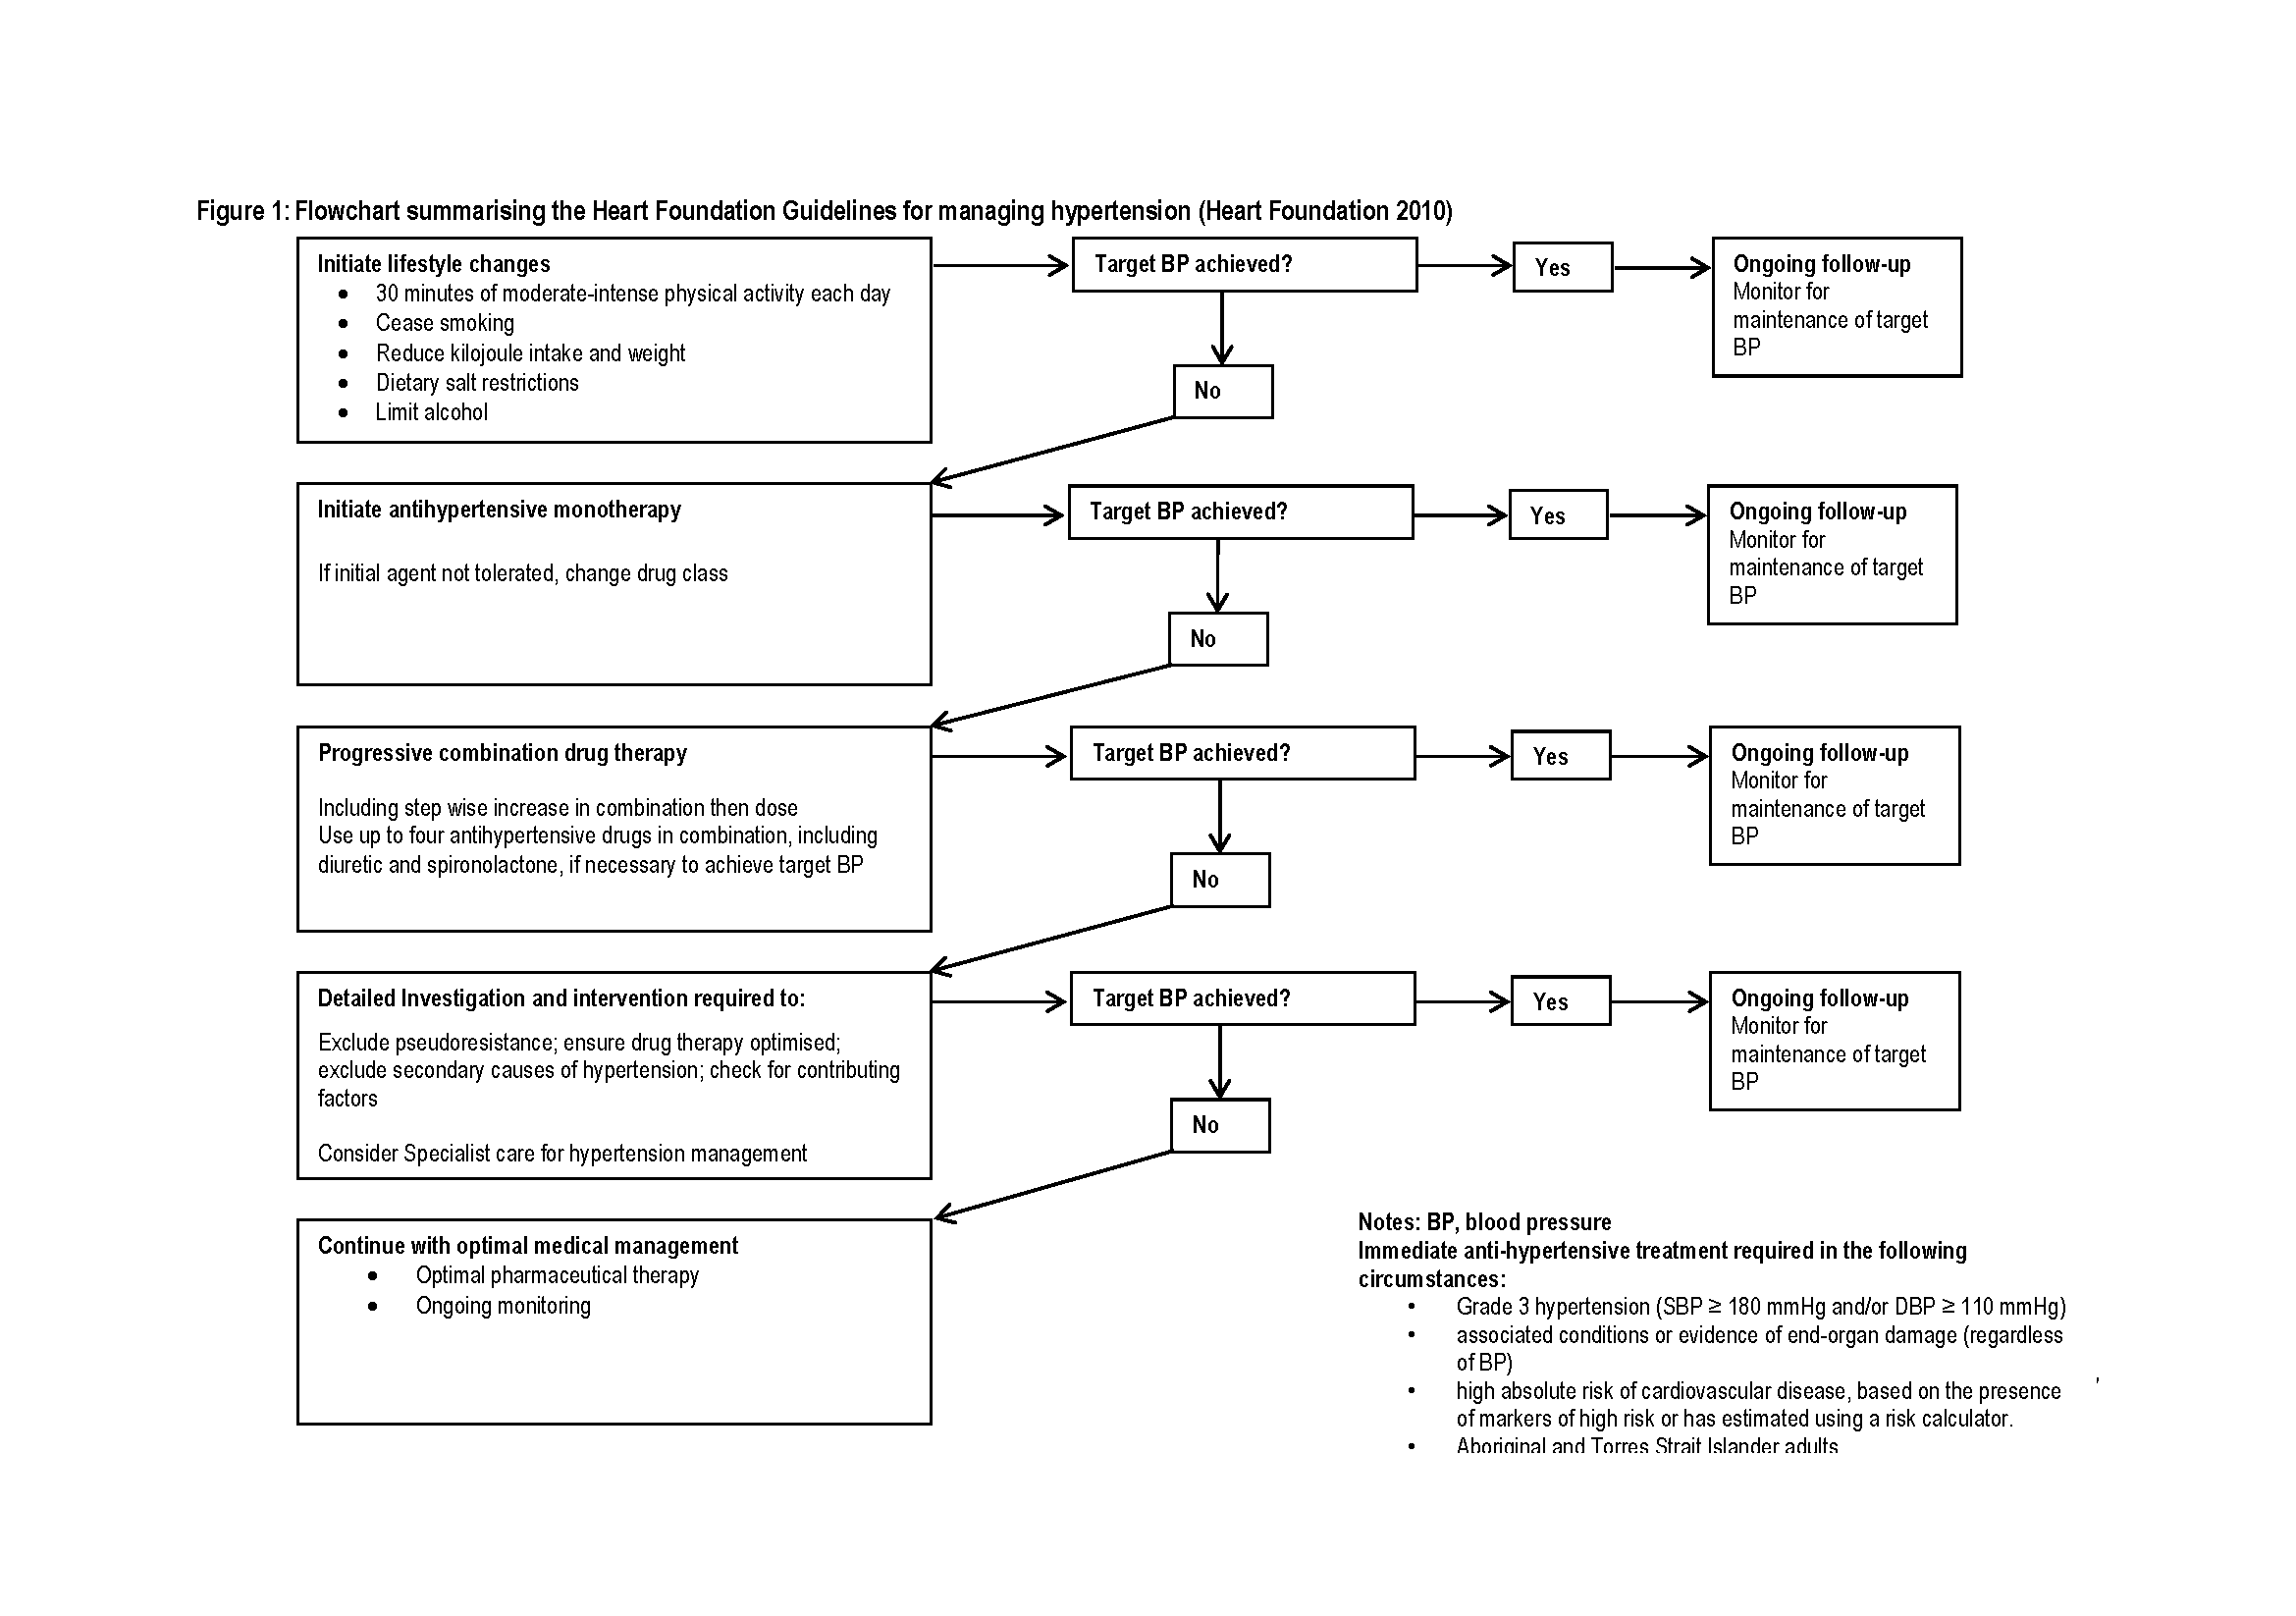 Figure 1: Flowchart summarising the Heart Foundation Guidelines for managing hypertension (Heart Foundation 2010)
Initiate lifestyle changes
• 30 minutes of moderate-intense physical activity each day
• Cease smoking
• Reduce kilojoule intake and weight
• Dietary salt restrictions
• Limit alcohol
Target BP achieved?
Yes
Ongoing follow-up
Monitor for
maintenance of target
BP
No
Initiate antihypertensive monotherapy
If initial agent not tolerated, change drug class
Target BP achieved?
Yes
Ongoing follow-up
Monitor for
maintenance of target
BP
No
Progressive combination drug therapy
Including step wise increase in combination then dose
Use up to four antihypertensive drugs in combination, including
diuretic and spironolactone, if necessary to achieve target BP
Target BP achieved?
Yes
Ongoing follow-up
Monitor for
maintenance of target
BP
No
Detailed Investigation and intervention required to:
Exclude pseudoresistance; ensure drug therapy optimised;
exclude secondary causes of hypertension; check for contributing
factors
Consider Specialist care for hypertension management
Target BP achieved?
Yes
Ongoing follow-up
Monitor for
maintenance of target
BP
No
Continue with optimal medical management
• Optimal pharmaceutical therapy
• Ongoing monitoring
Notes: BP, blood pressure
Immediate anti-hypertensive treatment required in the following
circumstances:
• Grade 3 hypertension (SBP ≥ 180 mmHg and/or DBP ≥ 110 mmHg)
• associated conditions or evidence of end-organ damage (regardless
of BP)
• high absolute risk of cardiovascular disease, based on the presence
of markers of high risk or has estimated using a risk calculator.
• Aboriginal and Torres Strait Islander adults